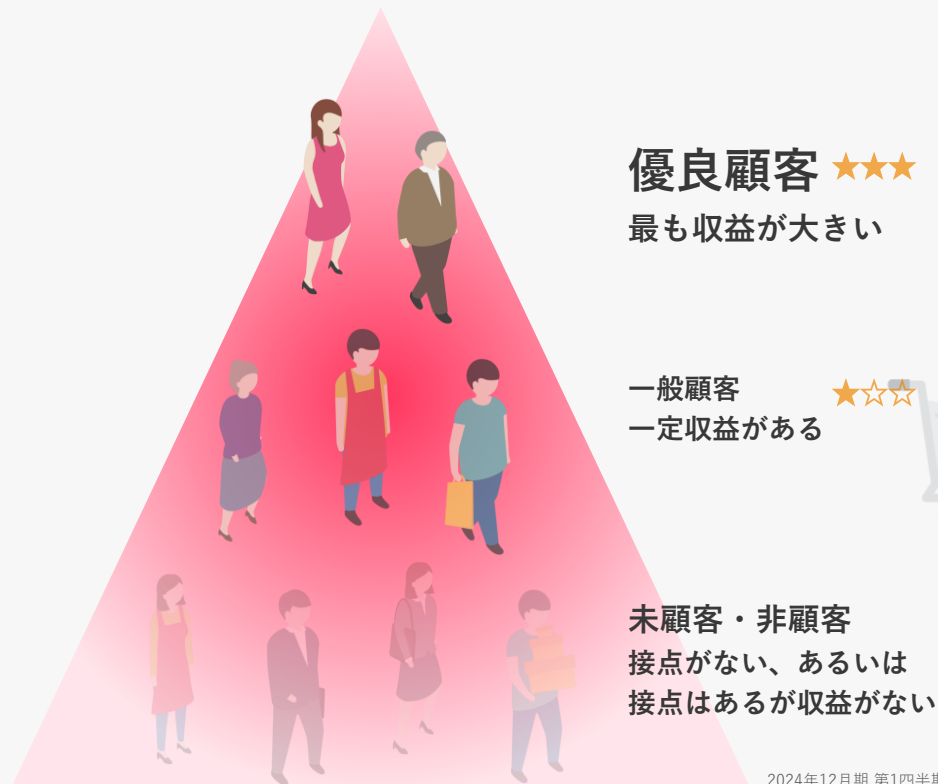 優良顧客 ★★★
最も収益が大きい
一般顧客 ★☆☆
一定収益がある
未顧客・非顧客
接点がない、あるいは
接点はあるが収益がない
2024年12月期 第1四半期